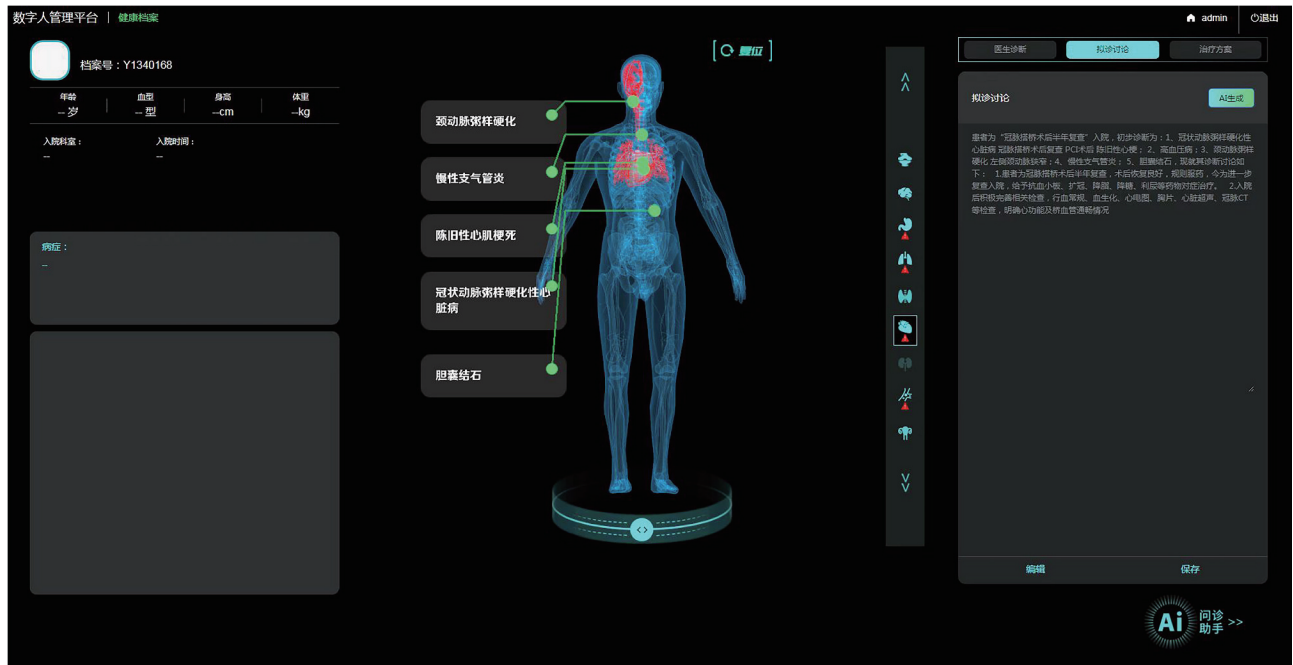 数字人管理平台 | 健康档案
admin
退出
档案号：Y1340168
年龄 血型 身高 体重
-- 岁 -- 型 --cm --kg
入院科室： 入院时间：
-- --
病症：
--
复位
颈动脉粥样硬化
慢性支气管炎
陈旧性心肌梗死
冠状动脉粥样硬化性心
脏病
胆囊结石
医生诊断 拟诊讨论 治疗方案
拟诊讨论
AI生成
患者为“冠脉搭桥术后半年复查”入院，初步诊断为：1、冠状动脉粥样硬化性
心脏病 冠脉搭桥术后复查 PCI术后 陈旧性心梗； 2、高血压病；3、颈动脉粥样
硬化 左侧颈动脉狭窄；4、慢性支气管炎； 5、胆囊结石，现就其诊断讨论如
下： 1.患者为冠脉搭桥术后半年复查，术后恢复良好，规则服药，今为进一步
复查入院，给予抗血小板、扩冠、降脂、降糖、利尿等药物对症治疗。 2.入院
后积极完善相关检查，行血常规、血生化、心电图、胸片、心脏超声、冠脉CT
等检查，明确心功能及桥血管通畅情况
编辑 保存
Ai 问诊
助手 >>